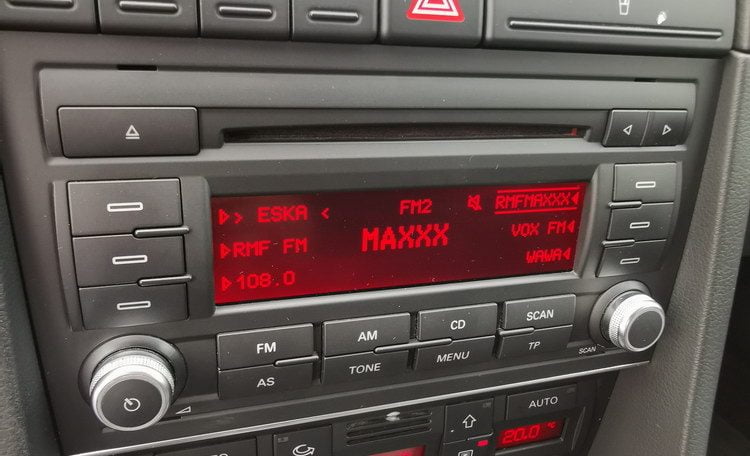 > ESKA < FM2 RMFMAXXX
RMF FM MAXXX VOX FM
108.0 WAWA
FM AM CD SCAN
AS TONE MENU TP SCAN
AUTO
20.0 °C